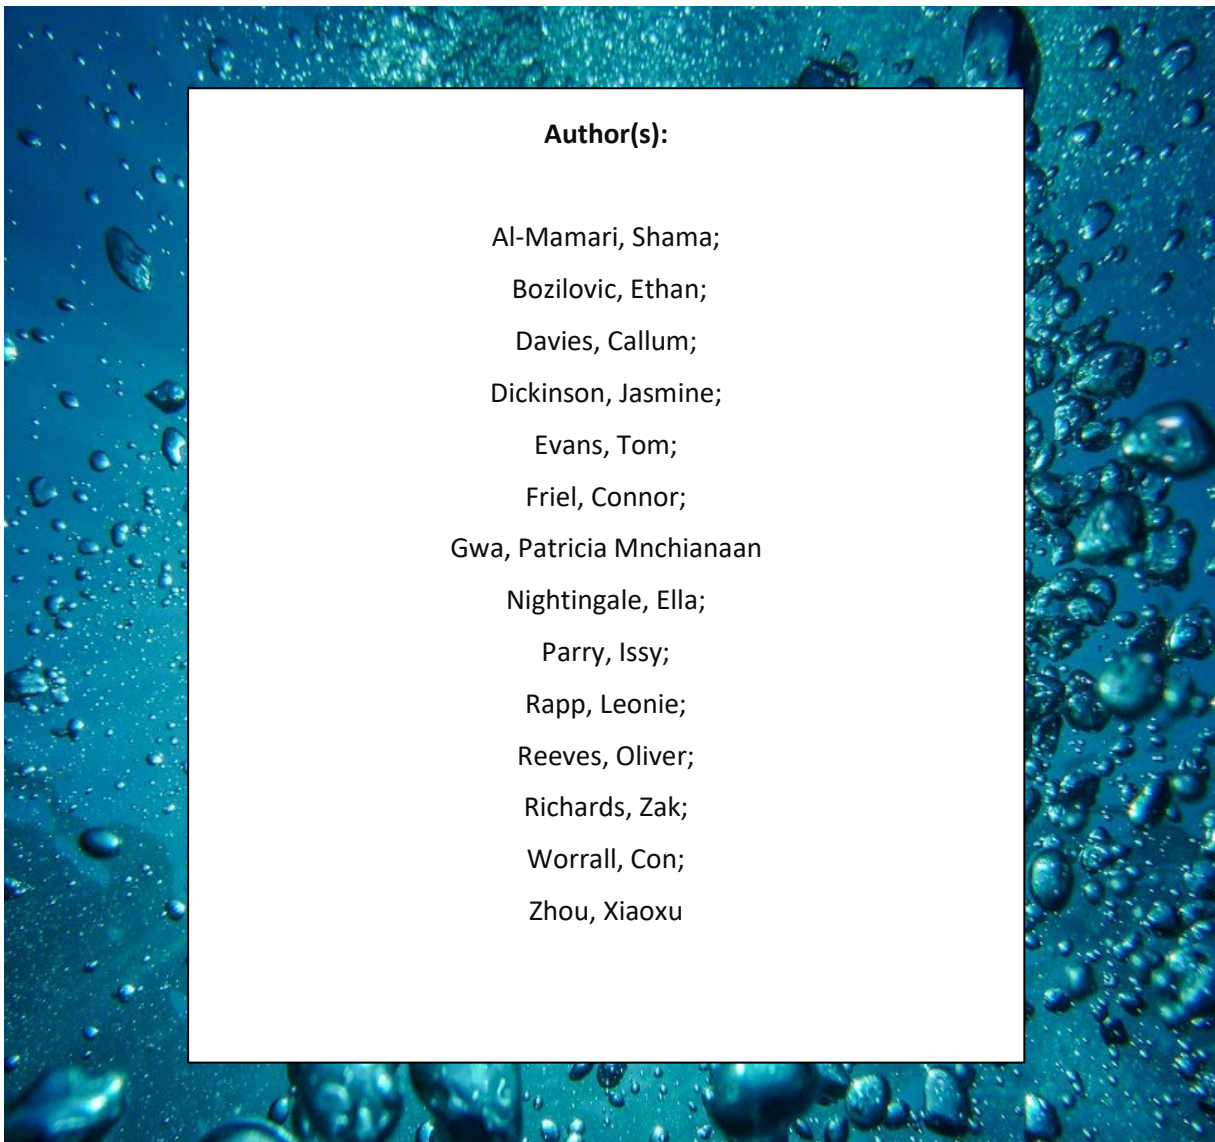 Author(s):
Al-Mamari, Shama;
Bozilovic, Ethan;
Davies, Callum;
Dickinson, Jasmine;
Evans, Tom;
Friel, Connor;
Gwa, Patricia Mnchianaan
Nightingale, Ella;
Parry, Issy;
Rapp, Leonie;
Reeves, Oliver;
Richards, Zak;
Worrall, Con;
Zhou, Xiaoxu